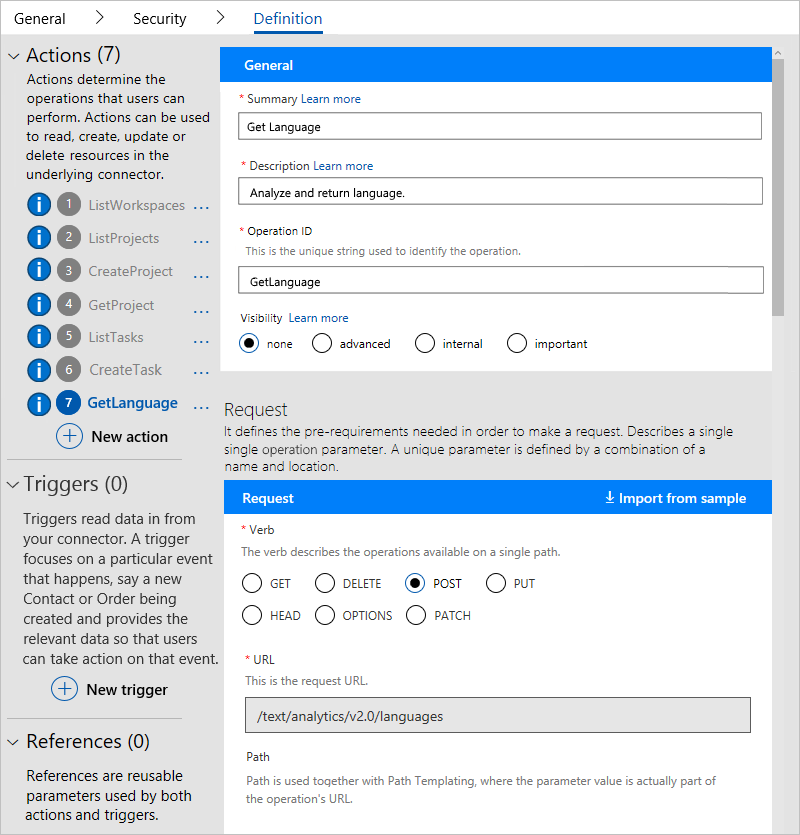 General > Security > Definition
Actions (7)
Actions determine the
operations that users can
perform. Actions can be used
to read, create, update or
delete resources in the
underlying connector.
i 1 ListWorkspaces ...
i 2 ListProjects ...
i 3 CreateProject ...
i 4 GetProject ...
i 5 ListTasks ...
i 6 CreateTask ...
i 7 GetLanguage ...
New action
Triggers (0)
Triggers read data in from
your connector. A trigger
focuses on a particular event
that happens, say a new
Contact or Order being
created and provides the
relevant data so that users
can take action on that event.
New trigger
References (0)
References are reusable
parameters used by both
actions and triggers.
General
* Summary Learn more
Get Language
* Description Learn more
Analyze and return language.
* Operation ID
This is the unique string used to identify the operation.
GetLanguage
Visibility Learn more
none advanced internal important
Request
It defines the pre-requirements needed in order to make a request. Describes a single
single operation parameter. A unique parameter is defined by a combination of a
name and location.
Request Import from sample
* Verb
The verb describes the operations available on a single path.
GET DELETE POST PUT
HEAD OPTIONS PATCH
* URL
This is the request URL.
/text/analytics/v2.0/languages
Path
Path is used together with Path Templating, where the parameter value is actually part of
the operation's URL.